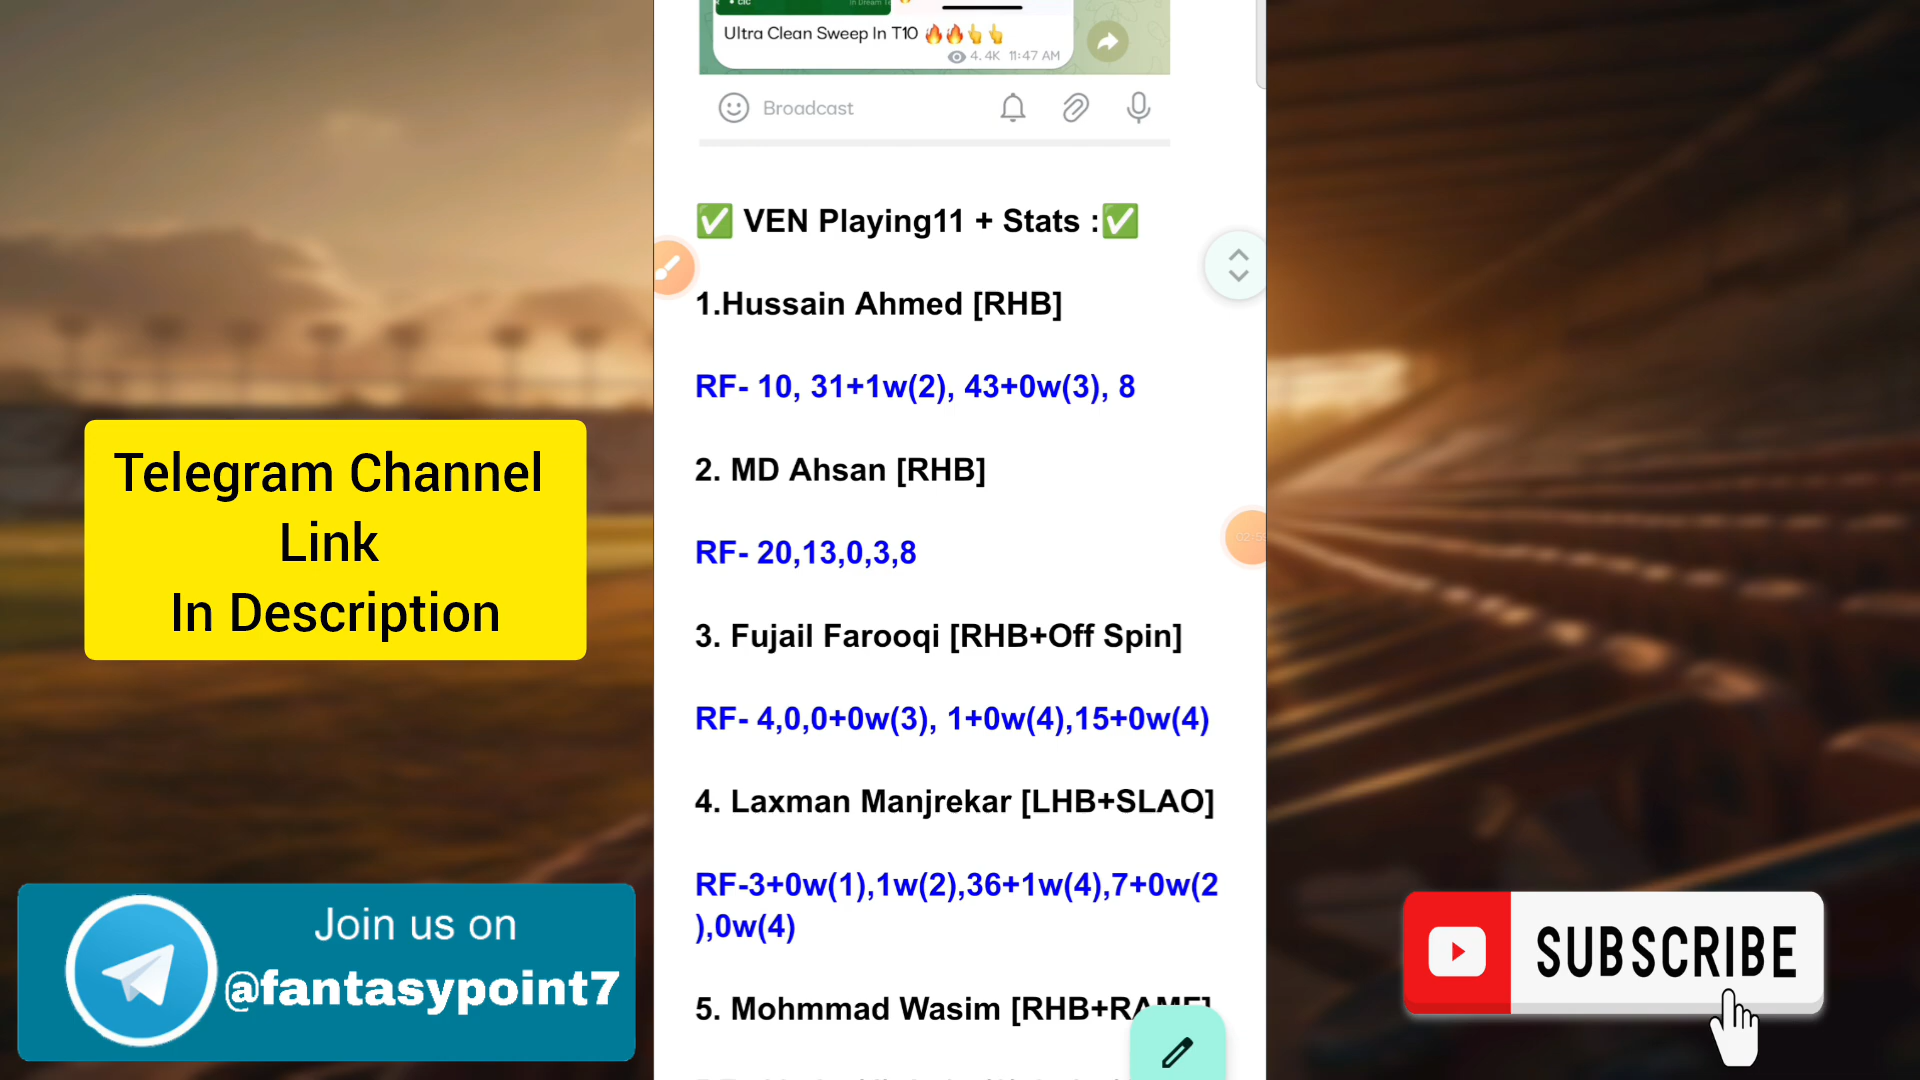 Ultra Clean Sweep In T10 🔥🔥👆👆
4.4K 11:47 AM
Broadcast
✅ VEN Playing11 + Stats :✅
1.Hussain Ahmed [RHB]
RF- 10, 31+1w(2), 43+0w(3), 8
2. MD Ahsan [RHB]
RF- 20,13,0,3,8
3. Fujail Farooqi [RHB+Off Spin]
RF- 4,0,0+0w(3), 1+0w(4),15+0w(4)
4. Laxman Manjrekar [LHB+SLAO]
RF-3+0w(1),1w(2),36+1w(4),7+0w(2
),0w(4)
5. Mohmmad Wasim [RHB+RAMF]
Telegram Channel
Link
In Description
Join us on
@fantasypoint7
SUBSCRIBE